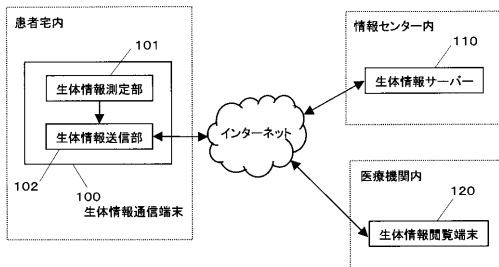 患者宅内
101
生体情報測定部
生体情報送信部
102
100
生体情報通信端末
インターネット
情報センター内
110
生体情報サーバー
医療機関内
120
生体情報閲覧端末